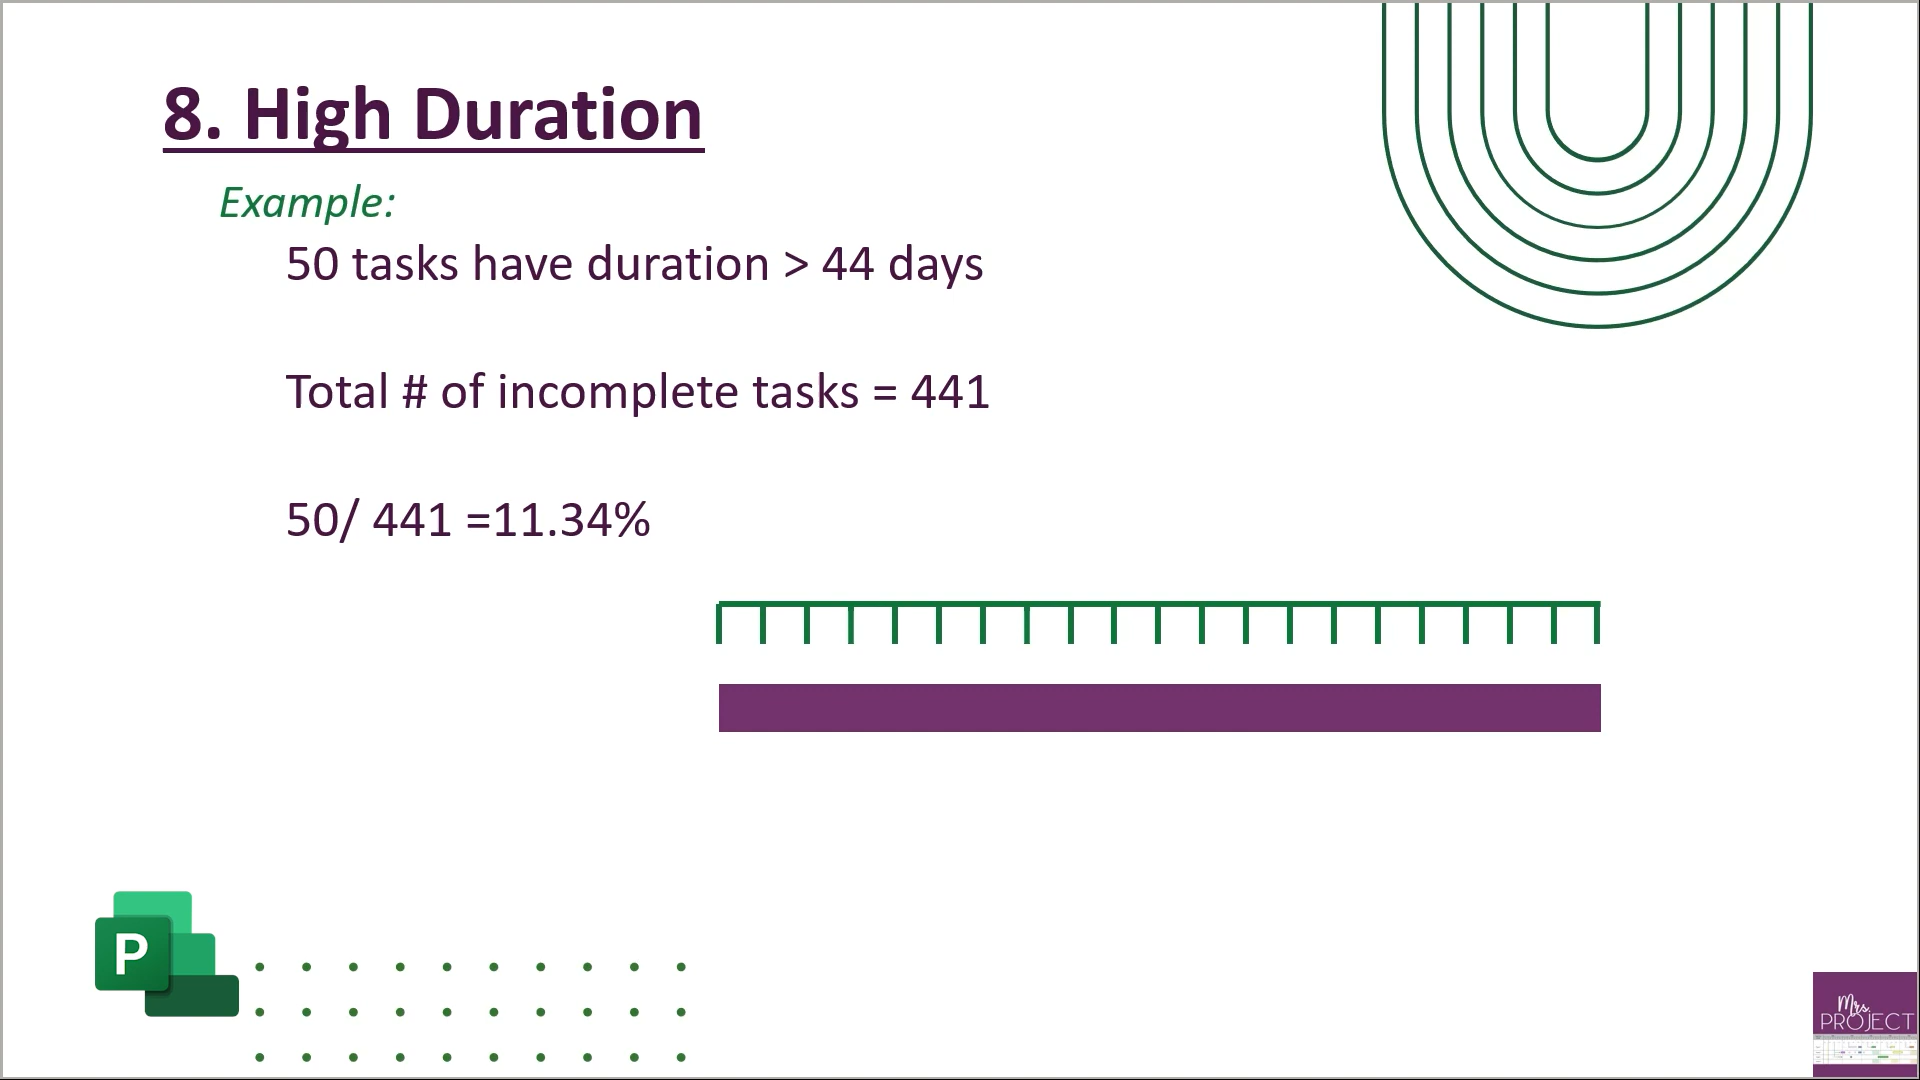 8. High Duration
Example:
50 tasks have duration > 44 days
Total # of incomplete tasks = 441
50/ 441 =11.34%
P
Mrs.
PROJECT